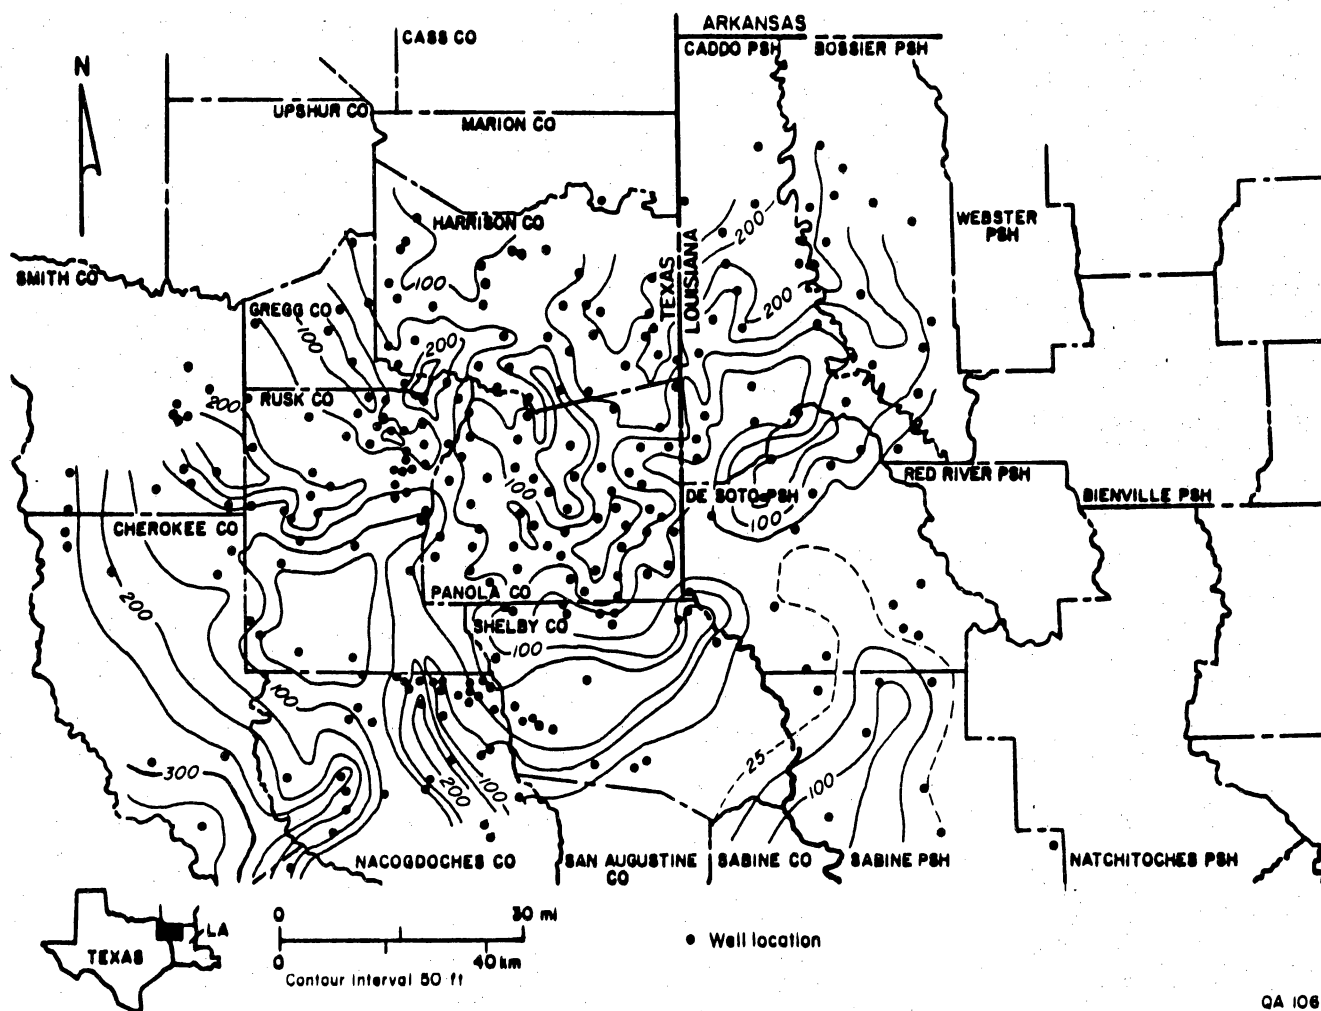 ARKANSAS
CASS CO
CADDO PSH
BOSSIER PSH
N
UPSHUR CO
MARION CO
HARRISON CO
200
WEBSTER
PSH
TEXAS
LOUISIANA
SMITH CO
100
GREGG CO
200
100
200
RUSK CO
200
100
DE SOTO PSH
RED RIVER PSH
BIENVILLE PSH
100
CHEROKEE CO
PANOLA CO
200
SHELBY CO
100
100
300
200
100
25
100
NACOGDOCHES CO
SAN AUGUSTINE
CO
SABINE CO
SABINE PSH
NATCHITOCHES PSH
TEXAS
LA
0
30 mi
0
40 km
Contour Interval 50 ft
Well location
QA 106